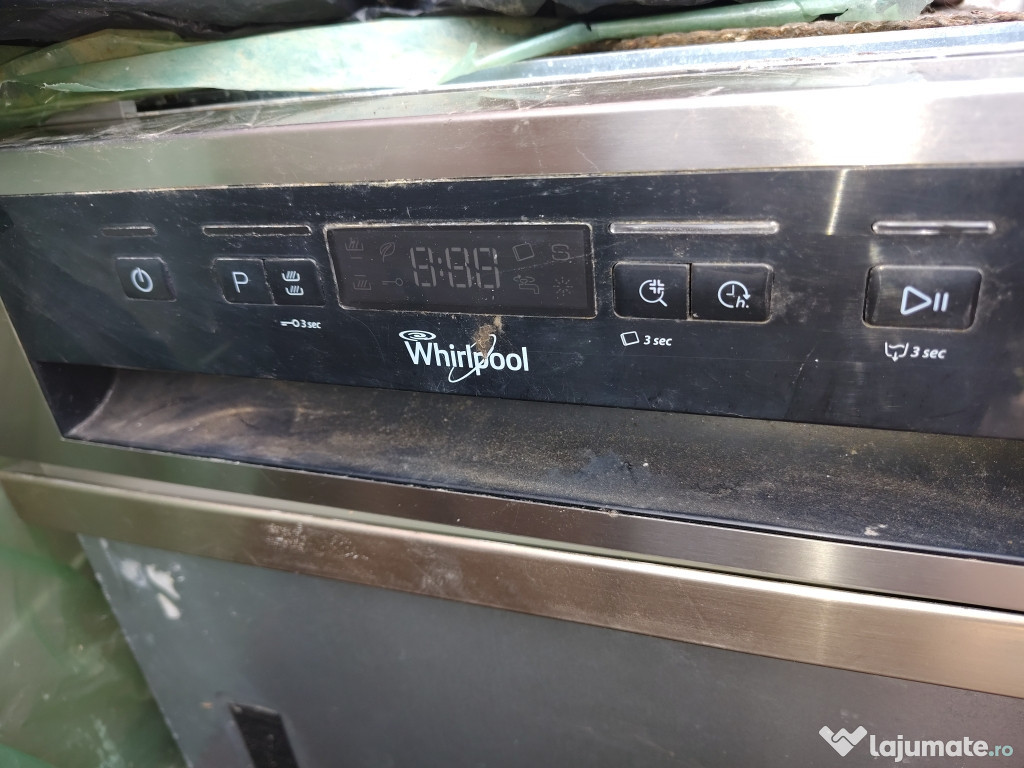 P
8:88
S
h.
3 sec
Whirlpool
3 sec
3 sec
lajumate.ro